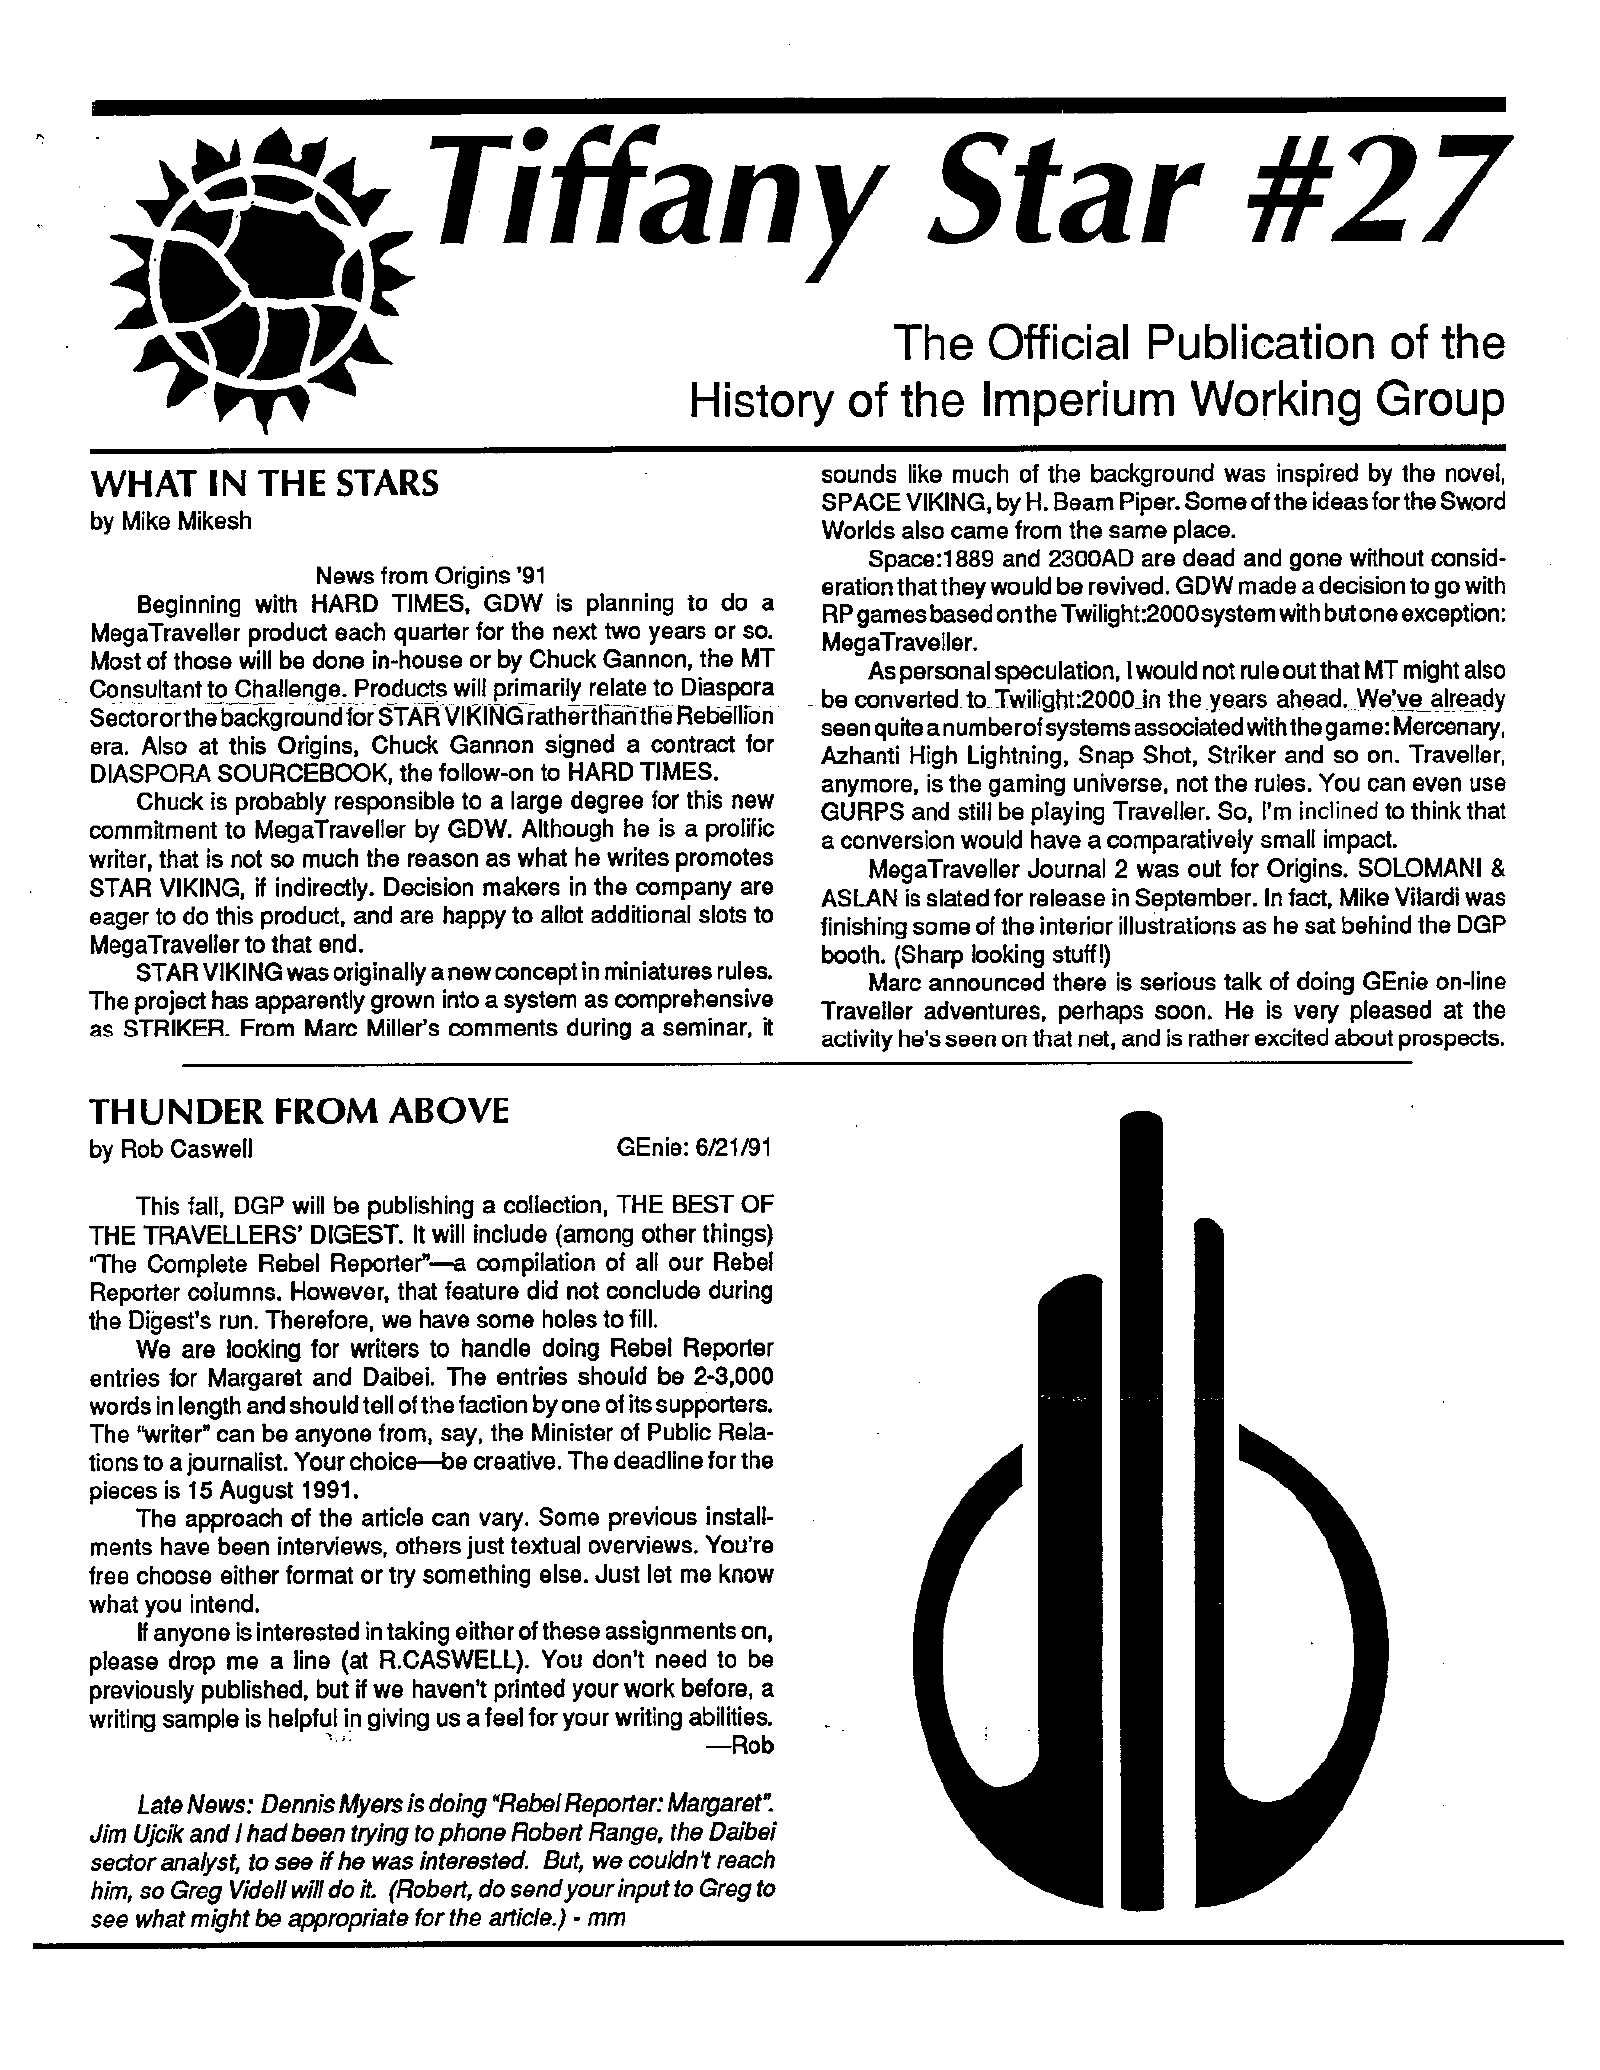 Tiffany Star #27
The Official Publication of the
History of the Imperium Working Group
WHAT IN THE STARS
by Mike Mikesh
News from Origins '91
Beginning with HARD TIMES, GDW is planning to do a
MegaTraveller product each quarter for the next two years or so.
Most of those will be done in-house or by Chuck Gannon, the MT
Consultant to Challenge. Products will primarily relate to Diaspora
Sector or the background for STAR VIKING rather than the Rebellion
era. Also at this Origins, Chuck Gannon signed a contract for
DIASPORA SOURCEBOOK, the follow-on to HARD TIMES.
Chuck is probably responsible to a large degree for this new
commitment to MegaTraveller by GDW. Although he is a prolific
writer, that is not so much the reason as what he writes promotes
STAR VIKING, if indirectly. Decision makers in the company are
eager to do this product, and are happy to allot additional slots to
MegaTraveller to that end.
STAR VIKING was originally a new concept in miniatures rules.
The project has apparently grown into a system as comprehensive
as STRIKER. From Marc Miller's comments during a seminar, it
sounds like much of the background was inspired by the novel,
SPACE VIKING, by H. Beam Piper. Some of the ideas for the Sword
Worlds also came from the same place.
Space:1889 and 2300AD are dead and gone without consid-
eration that they would be revived. GDW made a decision to go with
RP games based on the Twilight:2000 system with but one exception:
MegaTraveller.
As personal speculation, I would not rule out that MT might also
be converted to Twilight:2000 in the years ahead. We've already
seen quite a number of systems associated with the game: Mercenary,
Azhanti High Lightning, Snap Shot, Striker and so on. Traveller,
anymore, is the gaming universe, not the rules. You can even use
GURPS and still be playing Traveller. So, I'm inclined to think that
a conversion would have a comparatively small impact.
MegaTraveller Journal 2 was out for Origins. SOLOMANI &
ASLAN is slated for release in September. In fact, Mike Vilardi was
finishing some of the interior illustrations as he sat behind the DGP
booth. (Sharp looking stuff!)
Marc announced there is serious talk of doing GEnie on-line
Traveller adventures, perhaps soon. He is very pleased at the
activity he's seen on that net, and is rather excited about prospects.
THUNDER FROM ABOVE
by Rob Caswell GEnie: 6/21/91
This fall, DGP will be publishing a collection, THE BEST OF
THE TRAVELLERS' DIGEST. It will include (among other things)
"The Complete Rebel Reporter"—a compilation of all our Rebel
Reporter columns. However, that feature did not conclude during
the Digest's run. Therefore, we have some holes to fill.
We are looking for writers to handle doing Rebel Reporter
entries for Margaret and Daibei. The entries should be 2-3,000
words in length and should tell of the faction by one of its supporters.
The "writer" can be anyone from, say, the Minister of Public Rela-
tions to a journalist. Your choice—be creative. The deadline for the
pieces is 15 August 1991.
The approach of the article can vary. Some previous install-
ments have been interviews, others just textual overviews. You're
free choose either format or try something else. Just let me know
what you intend.
If anyone is interested in taking either of these assignments on,
please drop me a line (at R.CASWELL). You don't need to be
previously published, but if we haven't printed your work before, a
writing sample is helpful in giving us a feel for your writing abilities.
—Rob
Late News: Dennis Myers is doing "Rebel Reporter: Margaret".
Jim Ujcik and I had been trying to phone Robert Range, the Daibei
sector analyst, to see if he was interested. But, we couldn't reach
him, so Greg Videll will do it. (Robert, do send your input to Greg to
see what might be appropriate for the article.) - mm